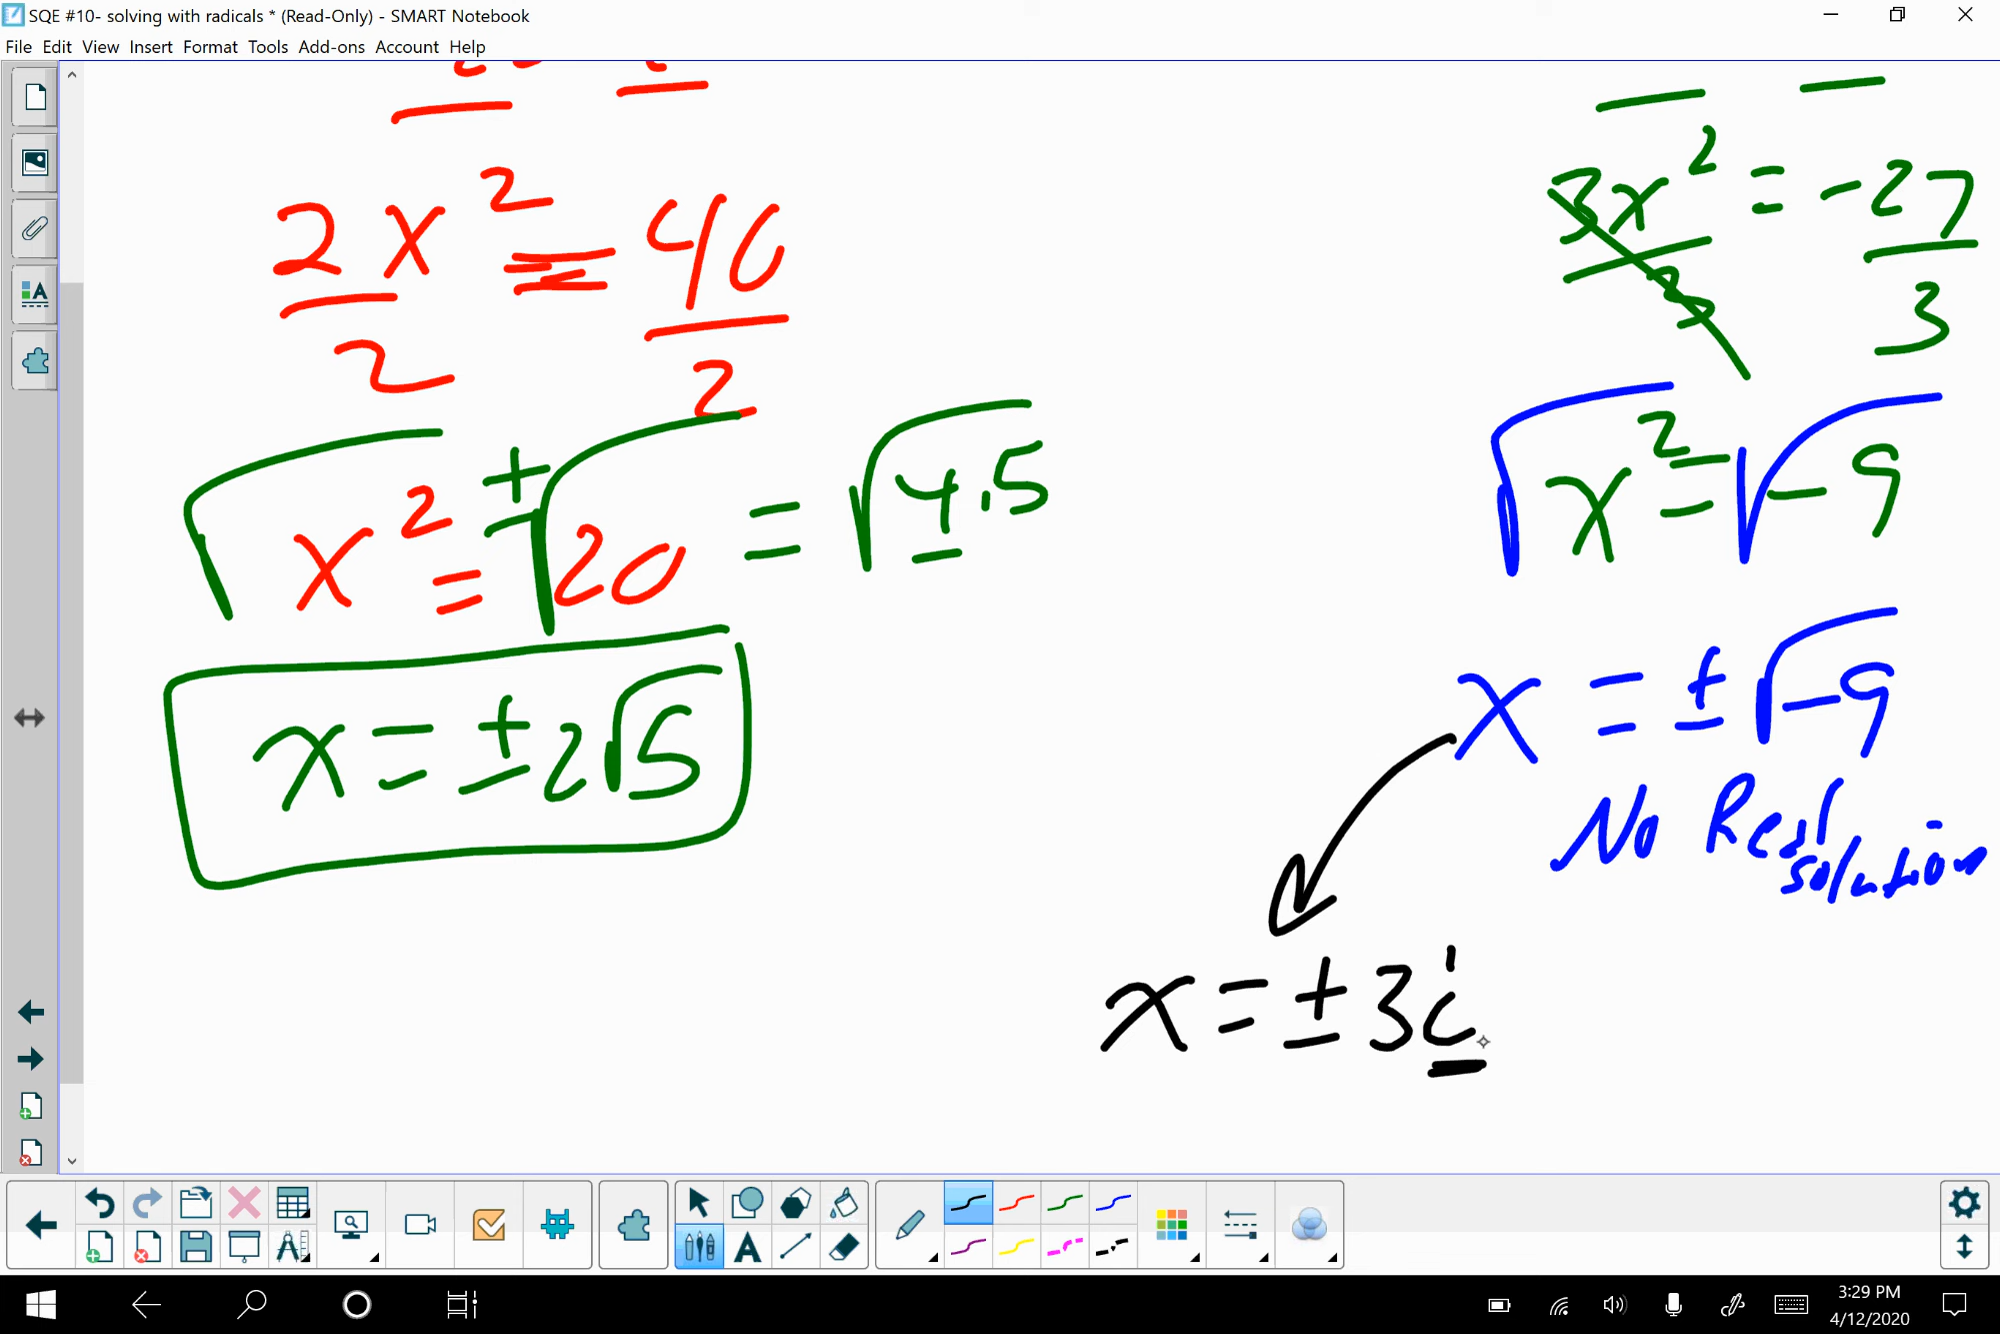 SQE #10- solving with radicals * (Read-Only) - SMART Notebook
File Edit View Insert Format Tools Add-ons Account Help
2x² = 40
2 2
x² = ±√20 = √4.5
x = ±2√5
3x² = -27
3 3
√x² = √-9
x = ±√-9
No Real
solution
x = ±3i
3:29 PM
4/12/2020